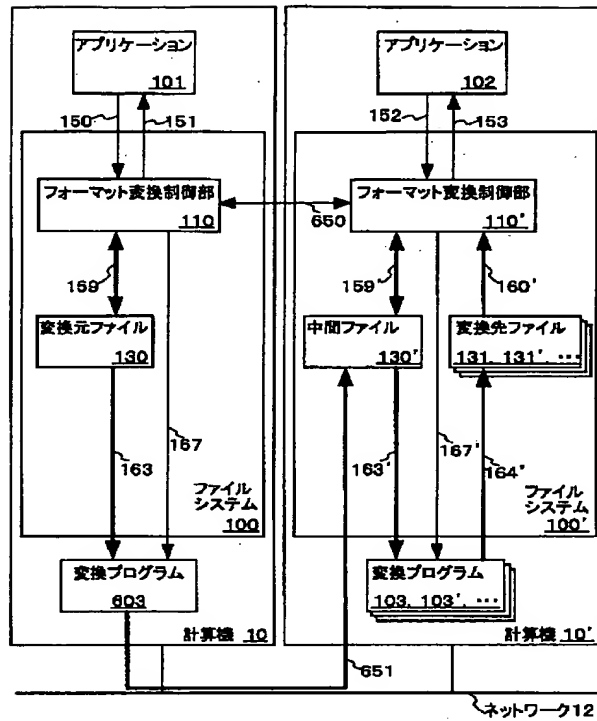 アプリケーション
101
150
151
フォーマット変換制御部
110
159
変換元ファイル
130
163
167
ファイル
システム
100
変換プログラム
603
計算機 10
650
アプリケーション
102
152
153
フォーマット変換制御部
110'
159'
160'
中間ファイル
130'
変換先ファイル
131, 131', …
163'
167'
164'
ファイル
システム
100'
変換プログラム
103, 103', …
計算機 10'
651
ネットワーク12